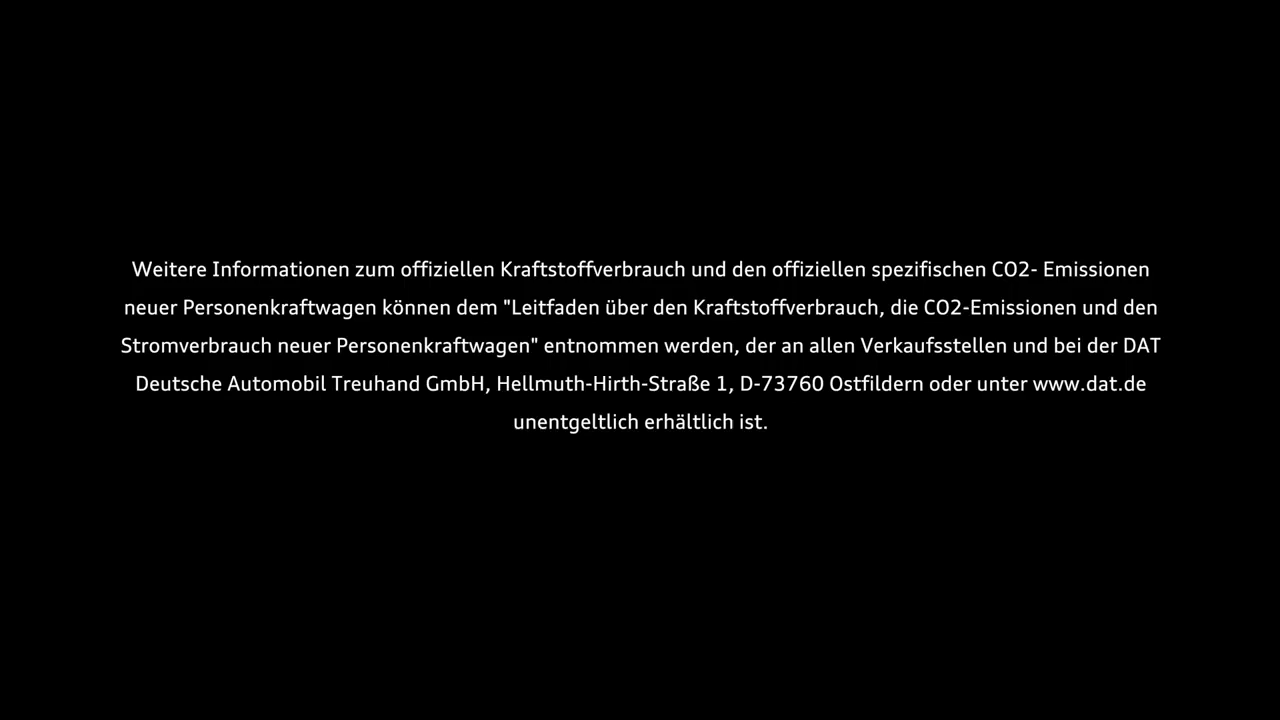 Weitere Informationen zum offiziellen Kraftstoffverbrauch und den offiziellen spezifischen CO2- Emissionen
neuer Personenkraftwagen können dem "Leitfaden über den Kraftstoffverbrauch, die CO2-Emissionen und den
Stromverbrauch neuer Personenkraftwagen" entnommen werden, der an allen Verkaufsstellen und bei der DAT
Deutsche Automobil Treuhand GmbH, Hellmuth-Hirth-Straße 1, D-73760 Ostfildern oder unter www.dat.de
unentgeltlich erhältlich ist.